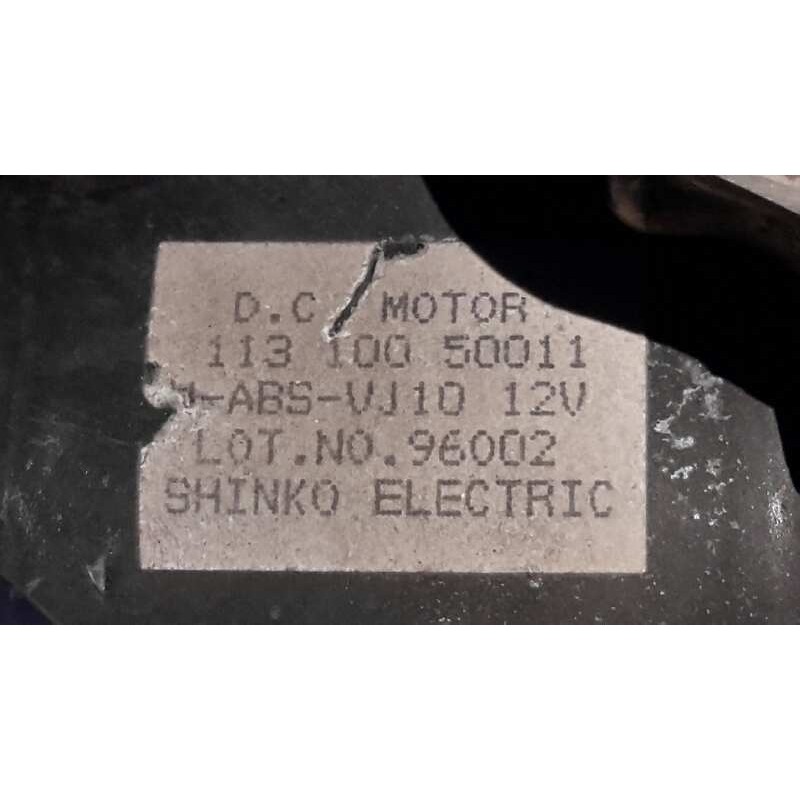 D.C MOTOR
113 100 50011
-ABS-VJ10 12V
LOT.NO.96002
SHINKO ELECTRIC